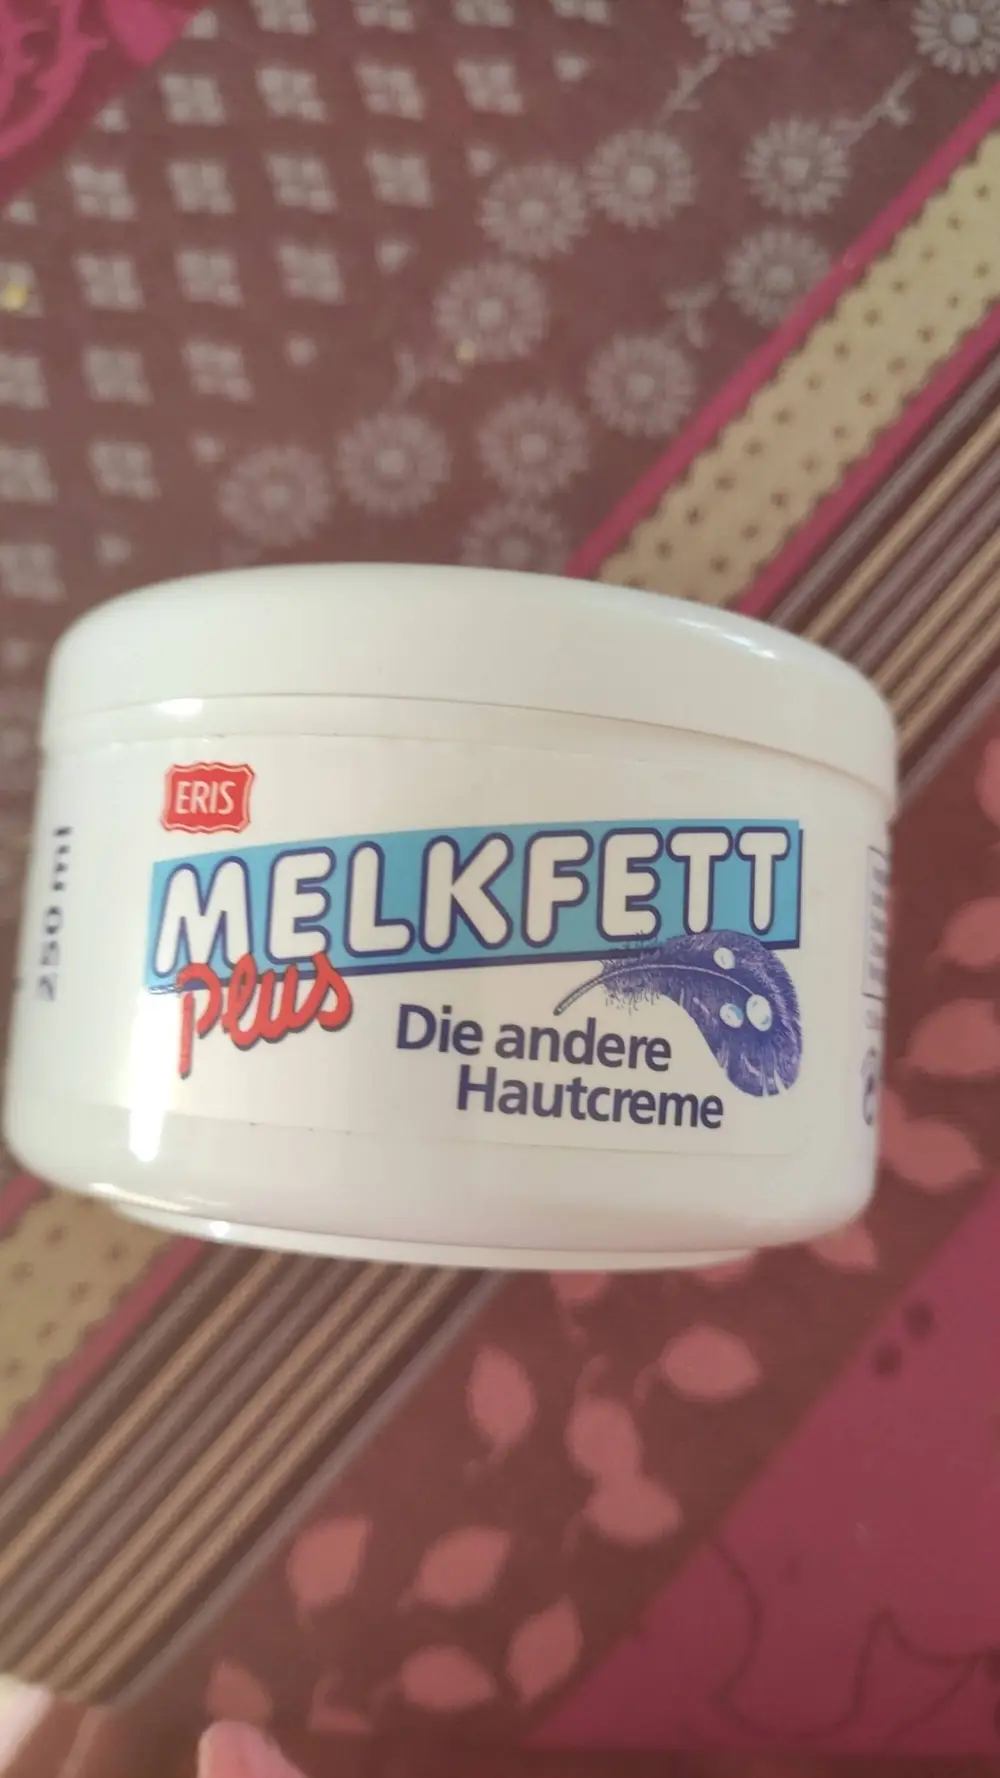 ERIS
MELKFETT
Plus
Die andere
Hautcreme
250 ml